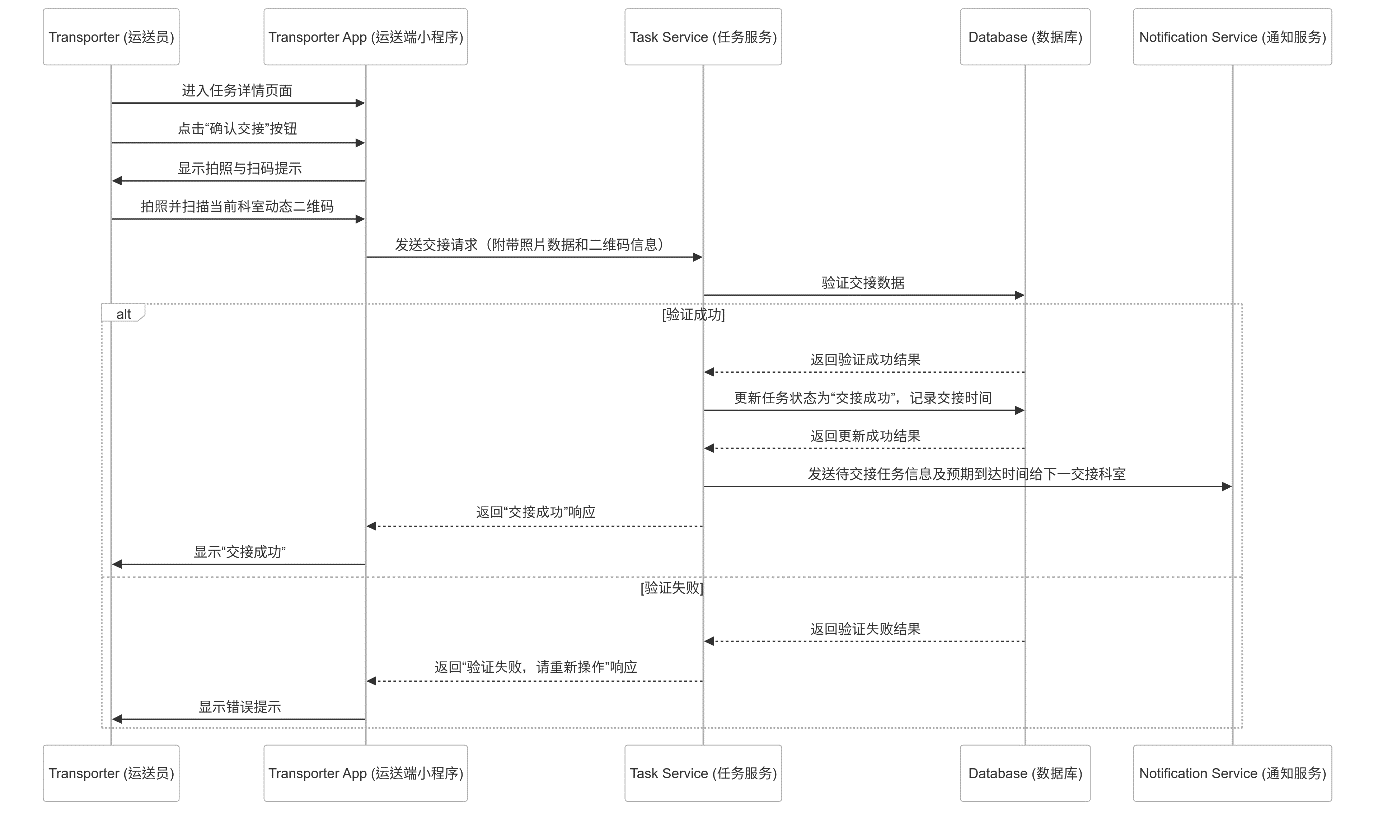 Transporter (运送员)
Transporter App (运送端小程序)
Task Service (任务服务)
Database (数据库)
Notification Service (通知服务)
进入任务详情页面
点击“确认交接”按钮
显示拍照与扫码提示
拍照并扫描当前科室动态二维码
发送交接请求（附带照片数据和二维码信息）
验证交接数据
alt
[验证成功]
返回验证成功结果
更新任务状态为“交接成功”，记录交接时间
返回更新成功结果
发送待交接任务信息及预期到达时间给下一交接科室
返回“交接成功”响应
显示“交接成功”
[验证失败]
返回验证失败结果
返回“验证失败，请重新操作”响应
显示错误提示
Transporter (运送员)
Transporter App (运送端小程序)
Task Service (任务服务)
Database (数据库)
Notification Service (通知服务)